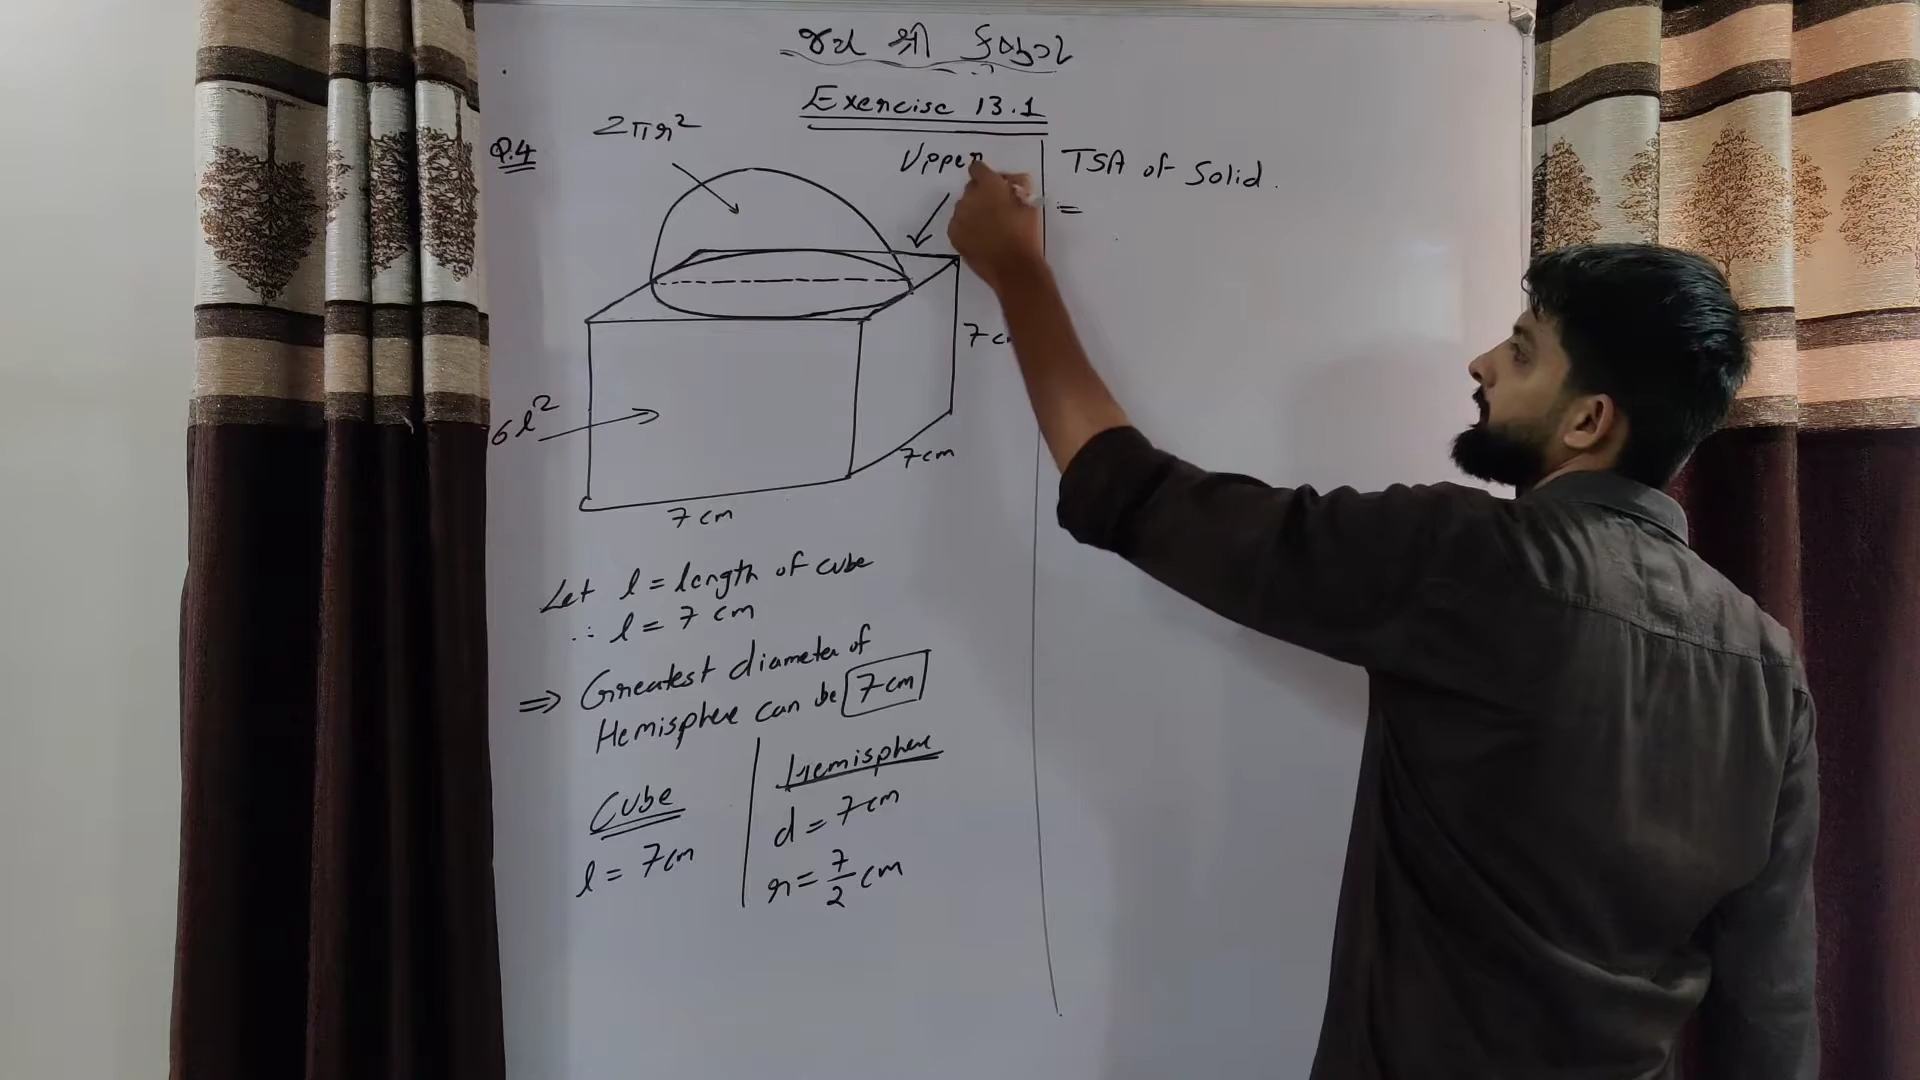 જય શ્રી
Exercise 13.1
Q.4
2πr²
Upper
TSA of Solid.
=
7 c
6l²
7cm
7 cm
Let l = length of cube
∴ l = 7 cm
⇒ Greatest diameter of
Hemisphere can be 7cm
Cube
l = 7cm
Hemisphere
d = 7cm
r = 7/2 cm